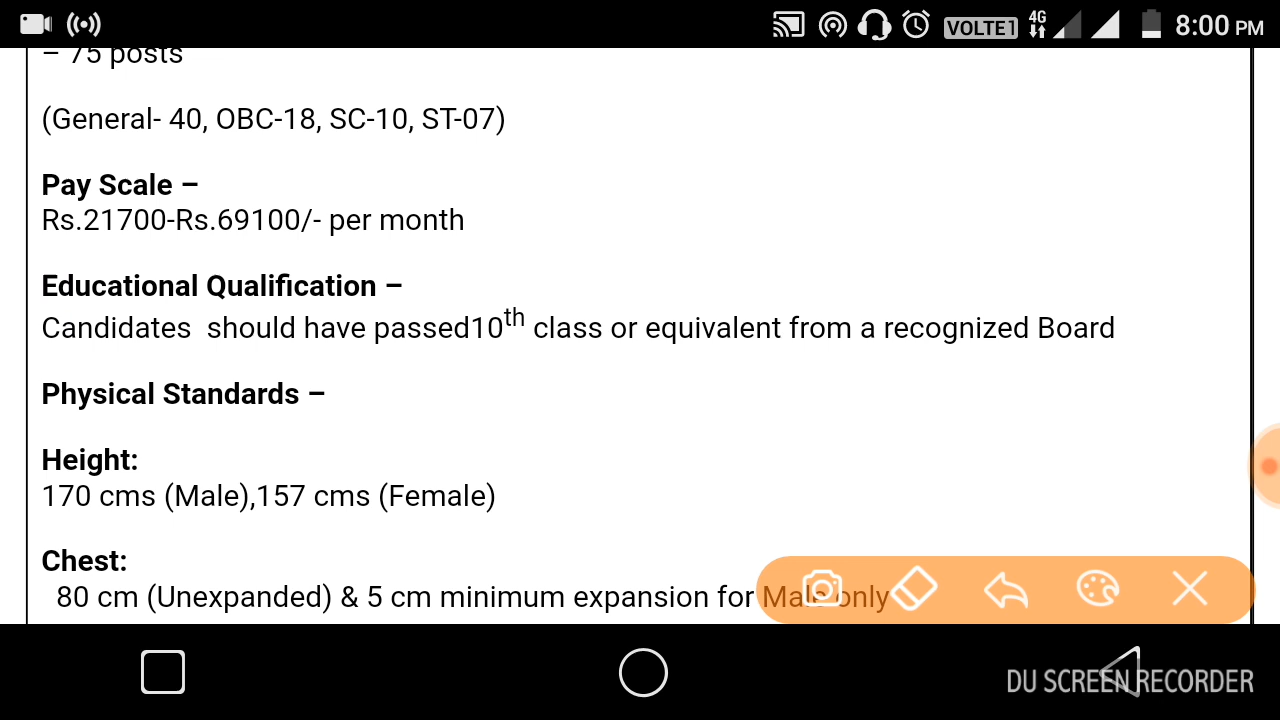 VOLTE1 4G 8:00 PM
– 75 posts
(General- 40, OBC-18, SC-10, ST-07)
Pay Scale –
Rs.21700-Rs.69100/- per month
Educational Qualification –
Candidates  should have passed10th class or equivalent from a recognized Board
Physical Standards –
Height:
170 cms (Male),157 cms (Female)
Chest:
80 cm (Unexpanded) & 5 cm minimum expansion for Male only
DU SCREEN RECORDER